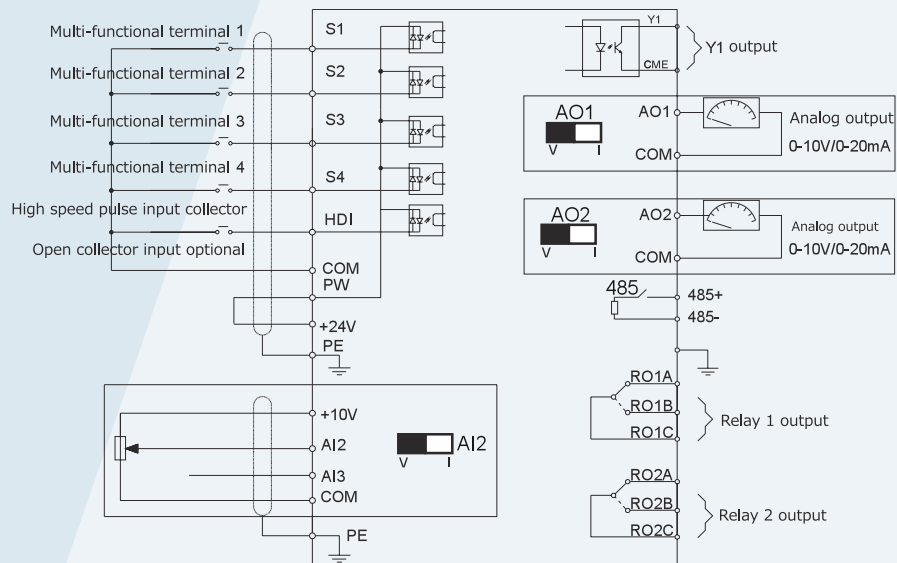 Multi-functional terminal 1
S1
Multi-functional terminal 2
S2
Multi-functional terminal 3
S3
Multi-functional terminal 4
S4
High speed pulse input collector
HDI
Open collector input optional
COM
PW
+24V
PE
+10V
AI2
AI3
COM
V I
AI2
PE
Y1
CME
Y1 output
AO1
V I
AO1
COM
Analog output
0-10V/0-20mA
AO2
V I
AO2
COM
Analog output
0-10V/0-20mA
485
485+
485-
RO1A
RO1B
RO1C
Relay 1 output
RO2A
RO2B
RO2C
Relay 2 output